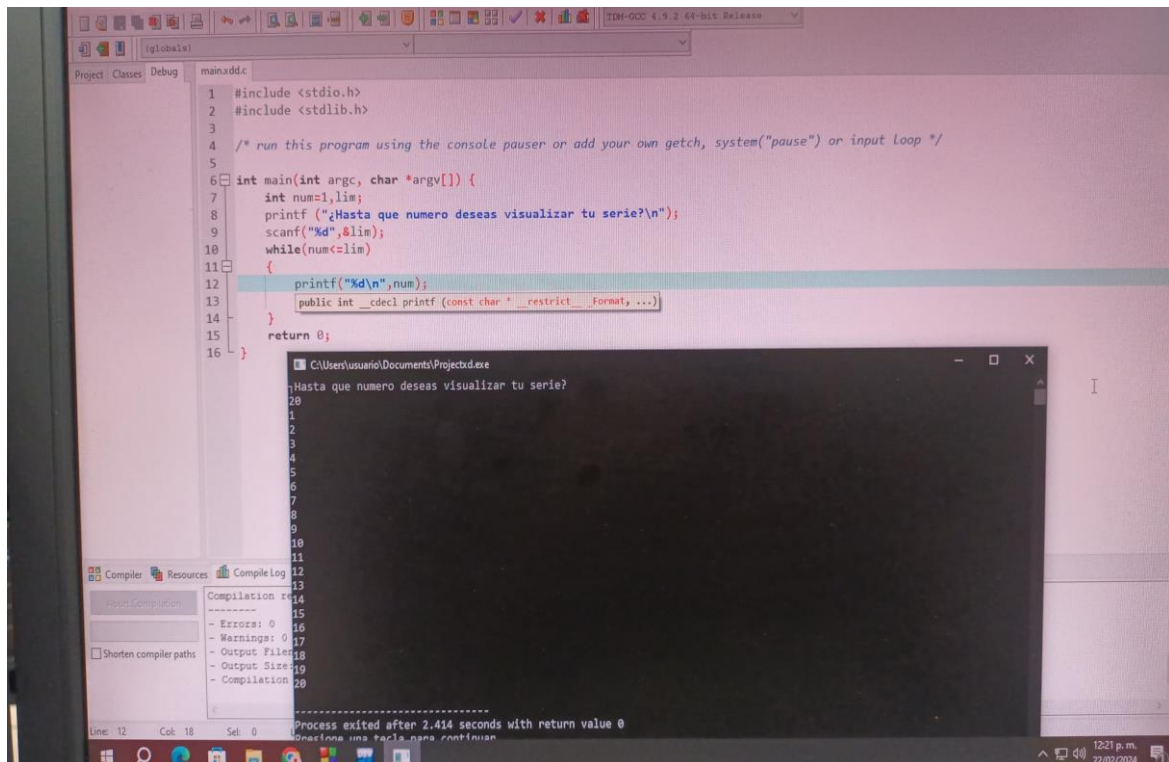 TDM-GCC 4.9.2 64-bit Release
(globals)
Project Classes Debug
main.xdd.c
1 #include <stdio.h>
2 #include <stdlib.h>
3
4 /* run this program using the console pauser or add your own getch, system("pause") or input loop */
5
6 int main(int argc, char *argv[]) {
7 int num=1,lim;
8 printf ("¿Hasta que numero deseas visualizar tu serie?\n");
9 scanf("%d",&lim);
10 while(num<=lim)
11 {
12 printf("%d\n",num);
13
public int __cdecl printf (const char * __restrict__ _Format, ...)
14 }
15 return 0;
16 }
C:\Users\usuario\Documents\Projectxd.exe
Hasta que numero deseas visualizar tu serie?
20
1
2
3
4
5
6
7
8
9
10
11
12
13
14
15
16
17
18
19
20
--------------------------------
Process exited after 2.414 seconds with return value 0
Presione una tecla para continuar
Compiler Resources Compile Log
Abort Compilation
Shorten compiler paths
Compilation re
--------
- Errors: 0
- Warnings: 0
- Output Filen
- Output Size:
- Compilation
Line: 12 Col: 18 Sel: 0
12:21 p. m.
22/02/2024